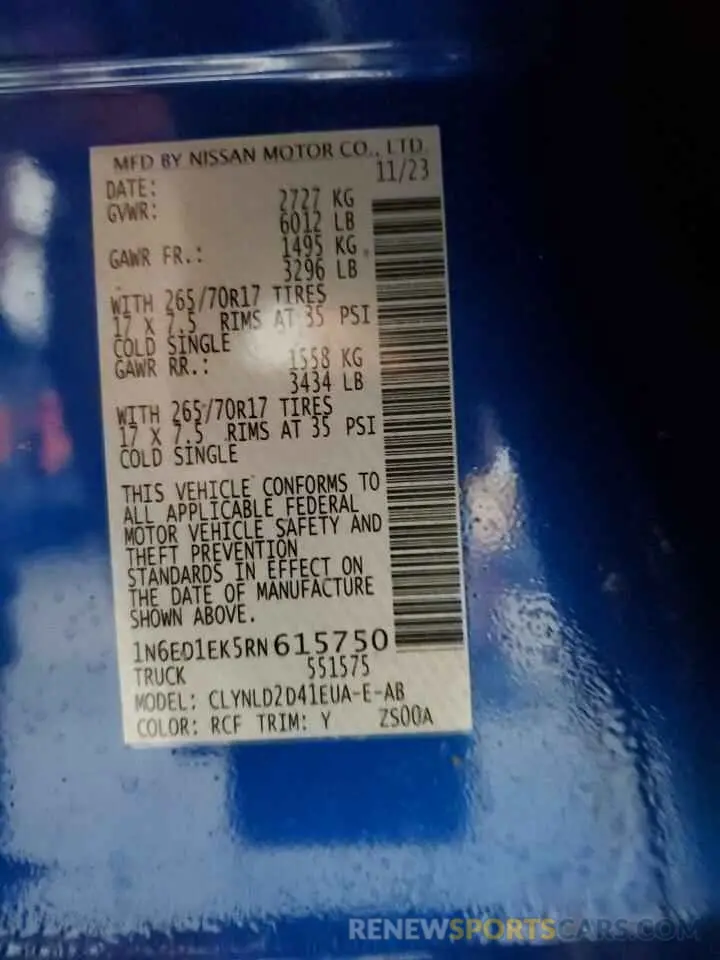 MFD BY NISSAN MOTOR CO., LTD.
DATE: 11/23
GVWR: 2727 KG
6012 LB
GAWR FR.: 1495 KG
3296 LB
WITH 265/70R17 TIRES
17 X 7.5 RIMS AT 35 PSI
COLD SINGLE
GAWR RR.: 1558 KG
3434 LB
WITH 265/70R17 TIRES
17 X 7.5 RIMS AT 35 PSI
COLD SINGLE
THIS VEHICLE CONFORMS TO
ALL APPLICABLE FEDERAL
MOTOR VEHICLE SAFETY AND
THEFT PREVENTION
STANDARDS IN EFFECT ON
THE DATE OF MANUFACTURE
SHOWN ABOVE.
1N6ED1EK5RN615750
TRUCK 551575
MODEL: CLYNLD2D41EUA-E-AB
COLOR: RCF TRIM: Y ZS00A
RENEWSPORTSCARS.COM